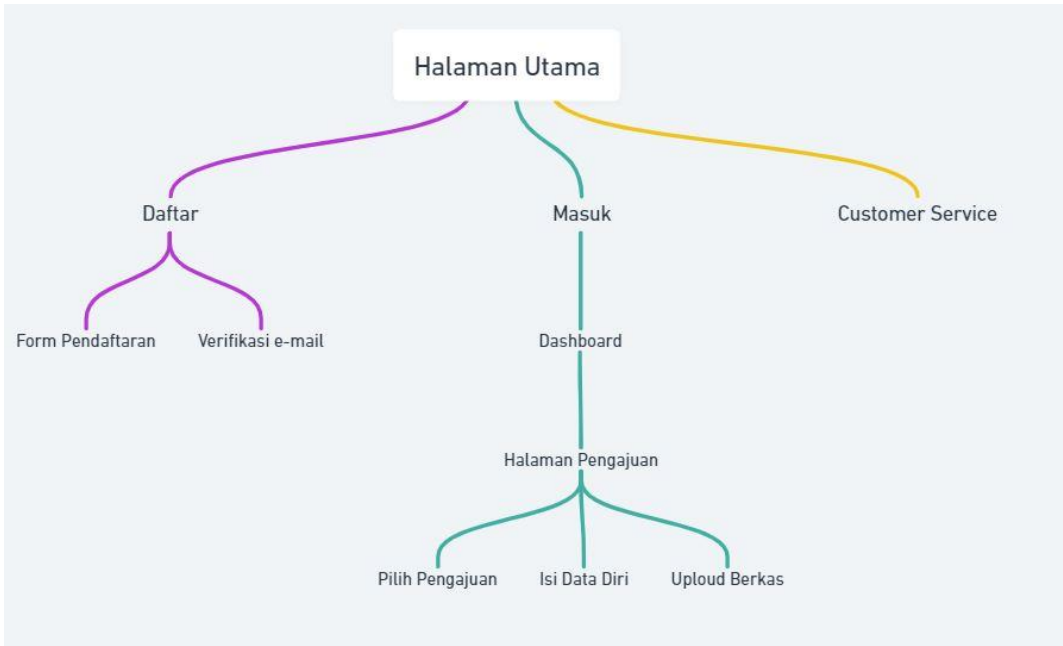 Halaman Utama
Daftar
Masuk
Customer Service
Form Pendaftaran
Verifikasi e-mail
Dashboard
Halaman Pengajuan
Pilih Pengajuan
Isi Data Diri
Uploud Berkas